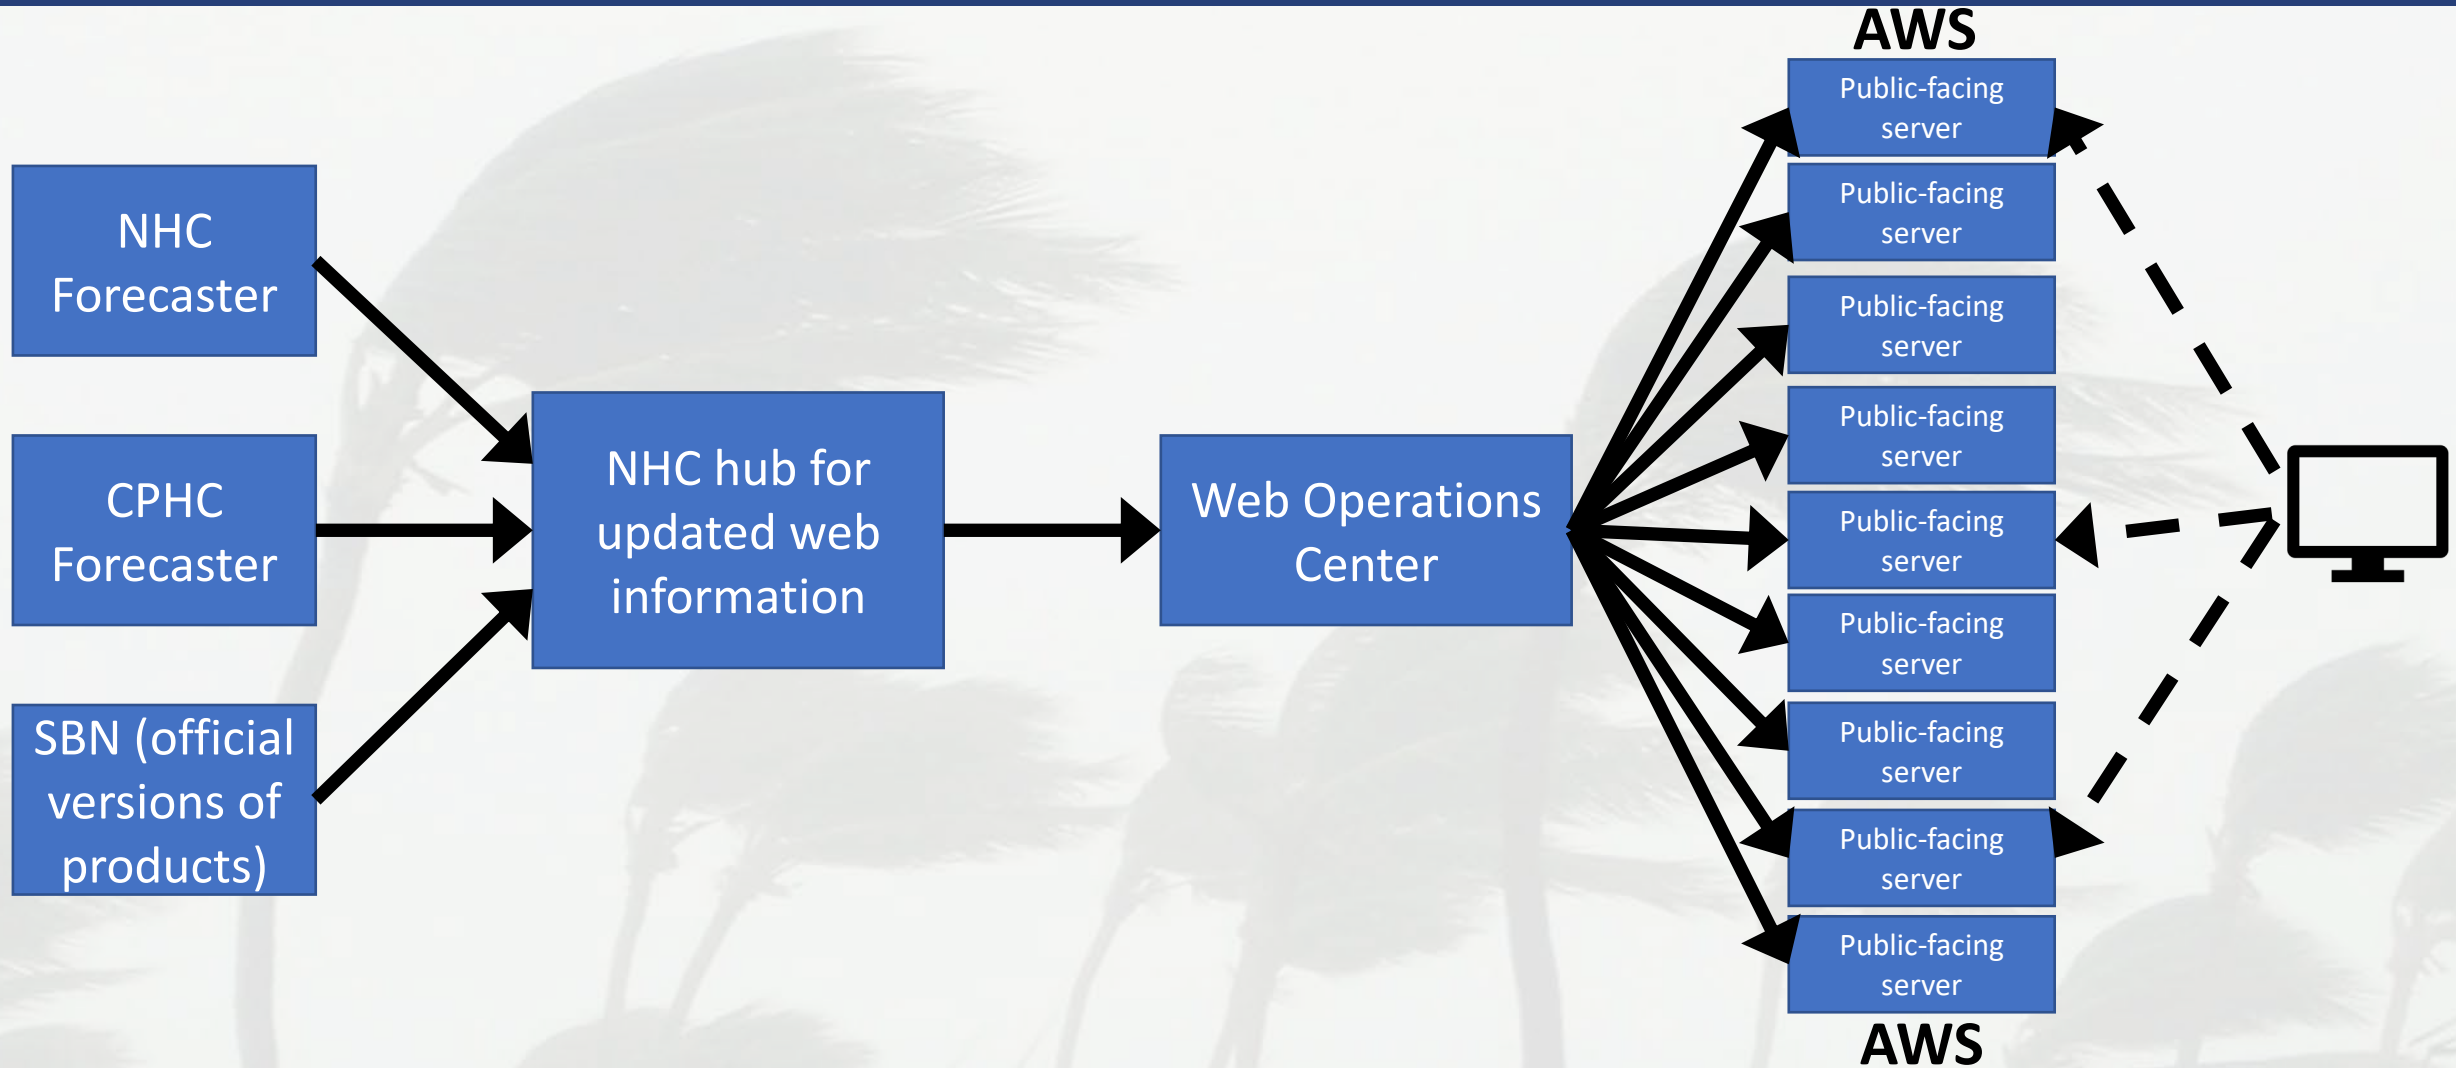 AWS
NHC
Forecaster
CPHC
Forecaster
SBN (official
versions of
products)
NHC hub for
updated web
information
Web Operations
Center
Public-facing
server
Public-facing
server
Public-facing
server
Public-facing
server
Public-facing
server
Public-facing
server
Public-facing
server
Public-facing
server
Public-facing
server
AWS